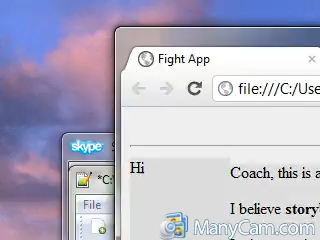 Fight App
file:///C:/Use
skype
Hi
Coach, this is a
*C:
I believe story
File
ManyCam.com